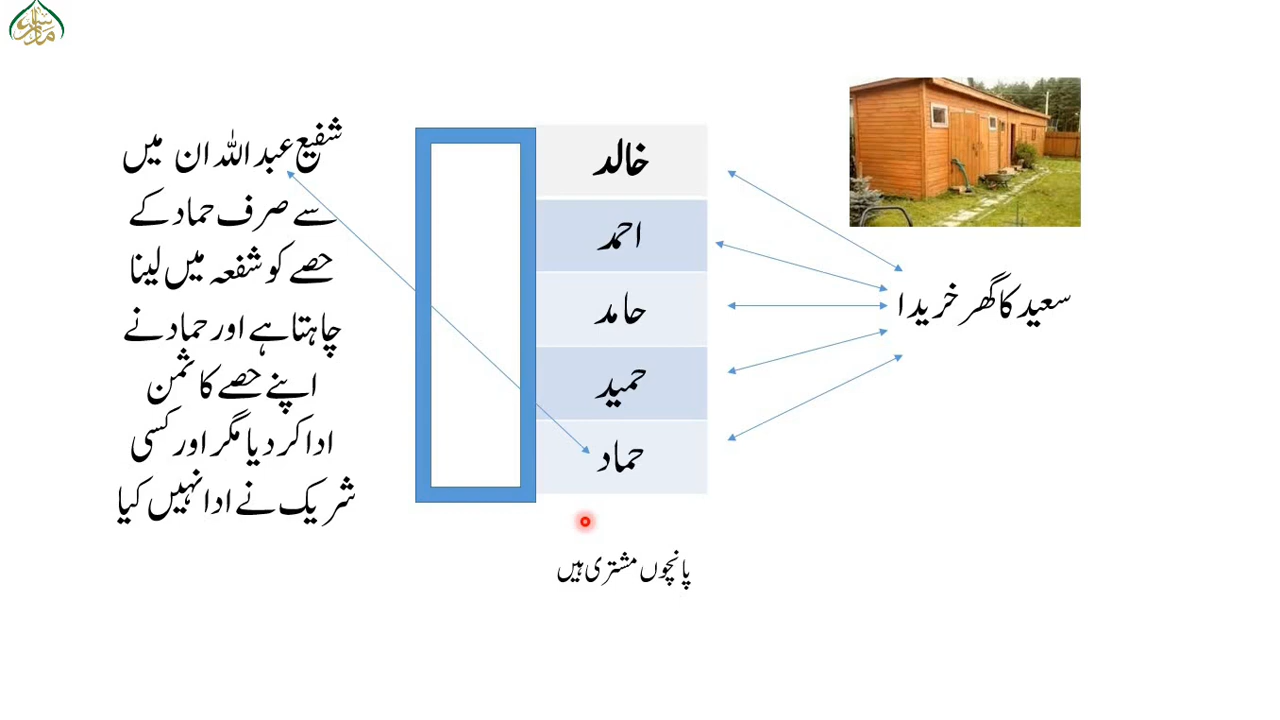 سعید کا گھر خریدا
خالد
احمد
حامد
حمید
حماد
پانچوں مشتری ہیں
شفیع عبد اللہ ان میں
سے صرف حماد کے
حصے کو شفعہ میں لینا
چاہتا ہے اور حماد نے
اپنے حصے کا ثمن
ادا کر دیا مگر اور کسی
شریک نے ادا نہیں کیا